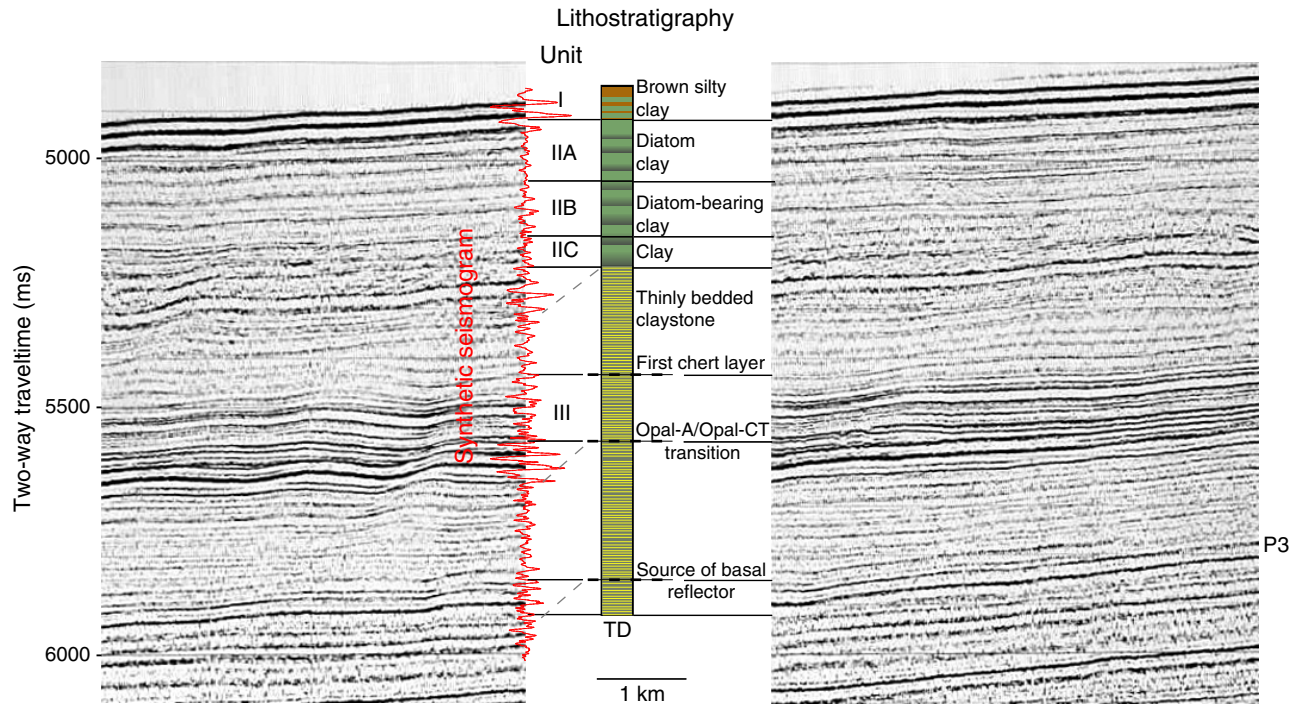 Lithostratigraphy
Unit
I
Brown silty
clay
5000
IIA
Diatom
clay
IIB
Diatom-bearing
clay
IIC
Clay
Two-way traveltime (ms)
Synthetic seismogram
Thinly bedded
claystone
First chert layer
5500
III
Opal-A/Opal-CT
transition
P3
Source of basal
reflector
TD
6000
1 km